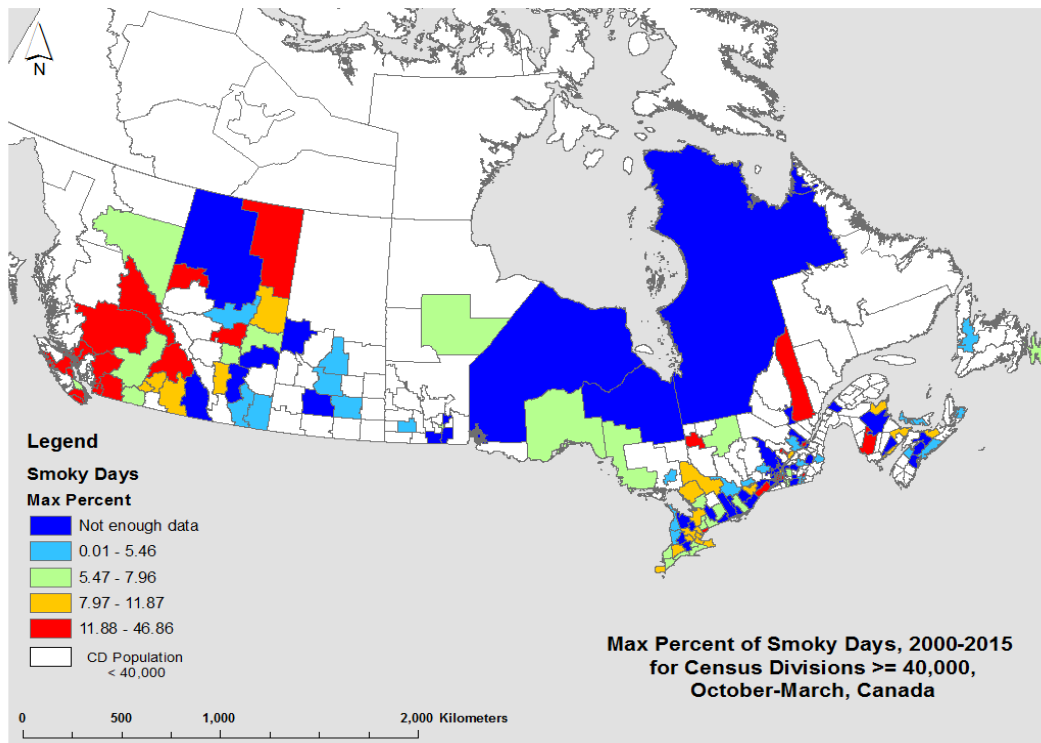 N
Legend
Smoky Days
Max Percent
Not enough data
0.01 - 5.46
5.47 - 7.96
7.97 - 11.87
11.88 - 46.86
CD Population
< 40,000
Max Percent of Smoky Days, 2000-2015
for Census Divisions >= 40,000,
October-March, Canada
0 500 1,000 2,000 Kilometers